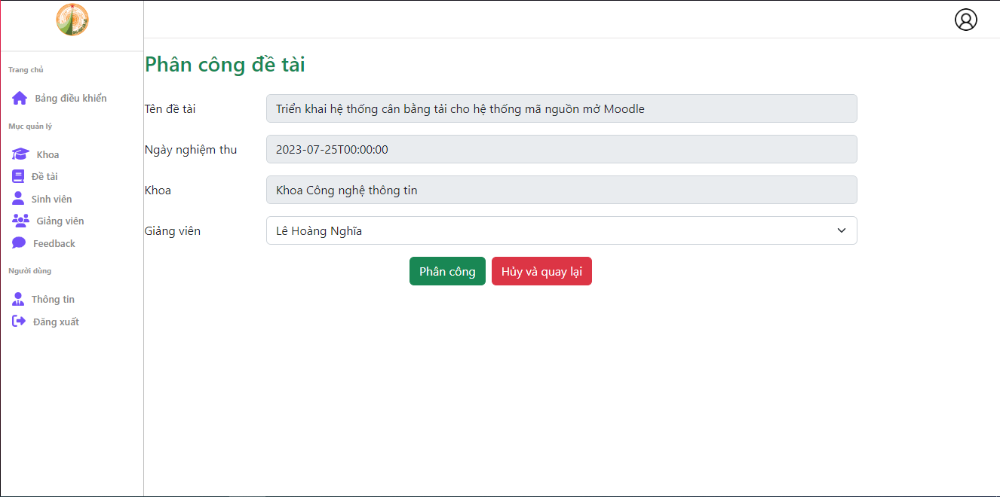 Trang chủ
Bảng điều khiển
Mục quản lý
Khoa
Đề tài
Sinh viên
Giảng viên
Feedback
Người dùng
Thông tin
Đăng xuất
Phân công đề tài
Tên đề tài
Triển khai hệ thống cân bằng tải cho hệ thống mã nguồn mở Moodle
Ngày nghiệm thu
2023-07-25T00:00:00
Khoa
Khoa Công nghệ thông tin
Giảng viên
Lê Hoàng Nghĩa
Phân công
Hủy và quay lại